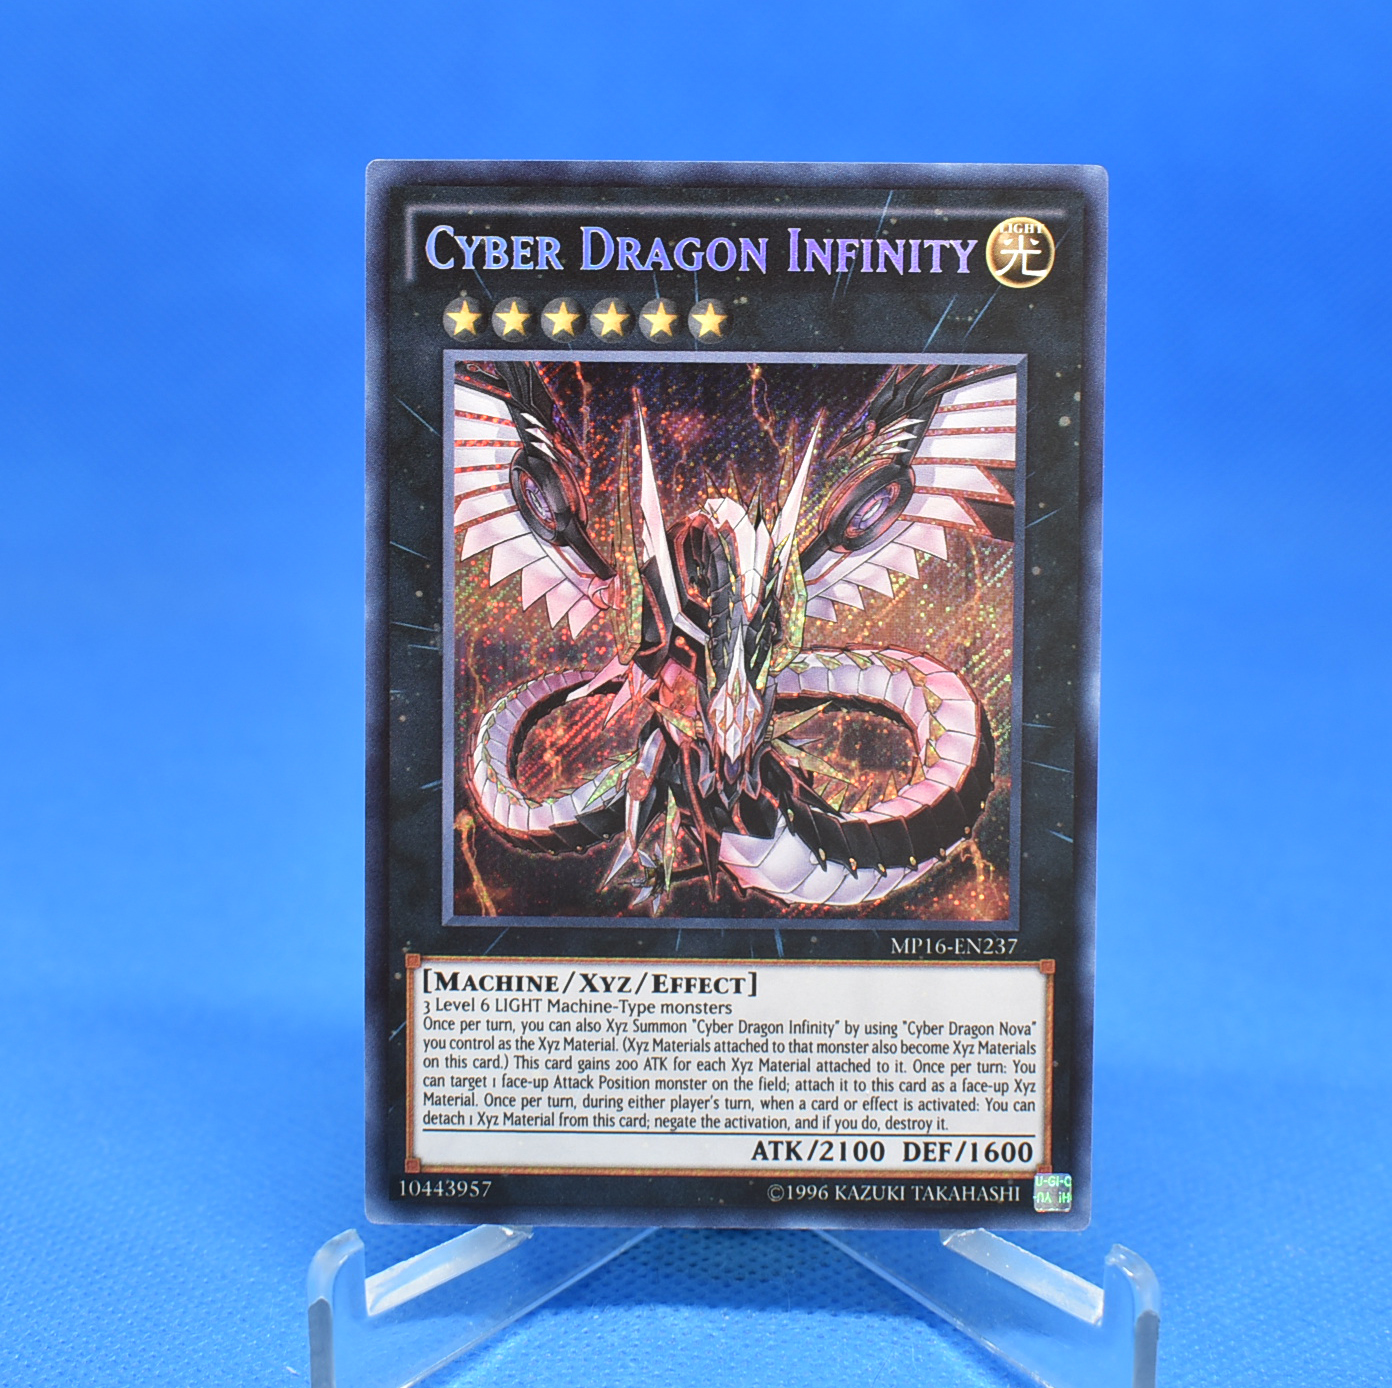 CYBER DRAGON INFINITY
LIGHT
光
MP16-EN237
[MACHINE/XYZ/EFFECT]
3 Level 6 LIGHT Machine-Type monsters
Once per turn, you can also Xyz Summon "Cyber Dragon Infinity" by using "Cyber Dragon Nova"
you control as the Xyz Material. (Xyz Materials attached to that monster also become Xyz Materials
on this card.) This card gains 200 ATK for each Xyz Material attached to it. Once per turn: You
can target 1 face-up Attack Position monster on the field; attach it to this card as a face-up Xyz
Material. Once per turn, during either player's turn, when a card or effect is activated: You can
detach 1 Xyz Material from this card; negate the activation, and if you do, destroy it.
ATK/2100 DEF/1600
10443957
©1996 KAZUKI TAKAHASHI